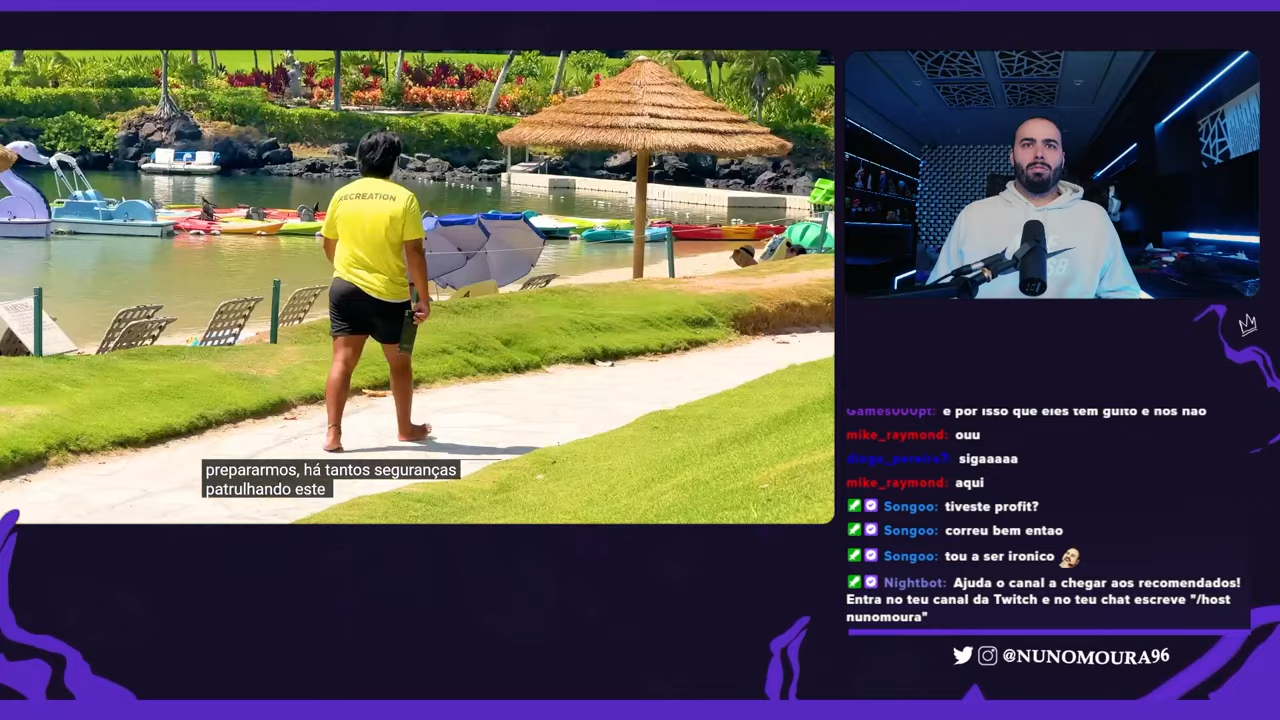 RECREATION
prepararmos, há tantos seguranças
patrulhando este
Games000pt: e por isso que eles tem guito e nos nao
mike_raymond: ouu
diogo_pereira7: sigaaaaa
mike_raymond: aqui
Songoo: tiveste profit?
Songoo: correu bem entao
Songoo: tou a ser ironico
Nightbot: Ajuda o canal a chegar aos recomendados!
Entra no teu canal da Twitch e no teu chat escreve "/host
nunomoura"
@NUNOMOURA96